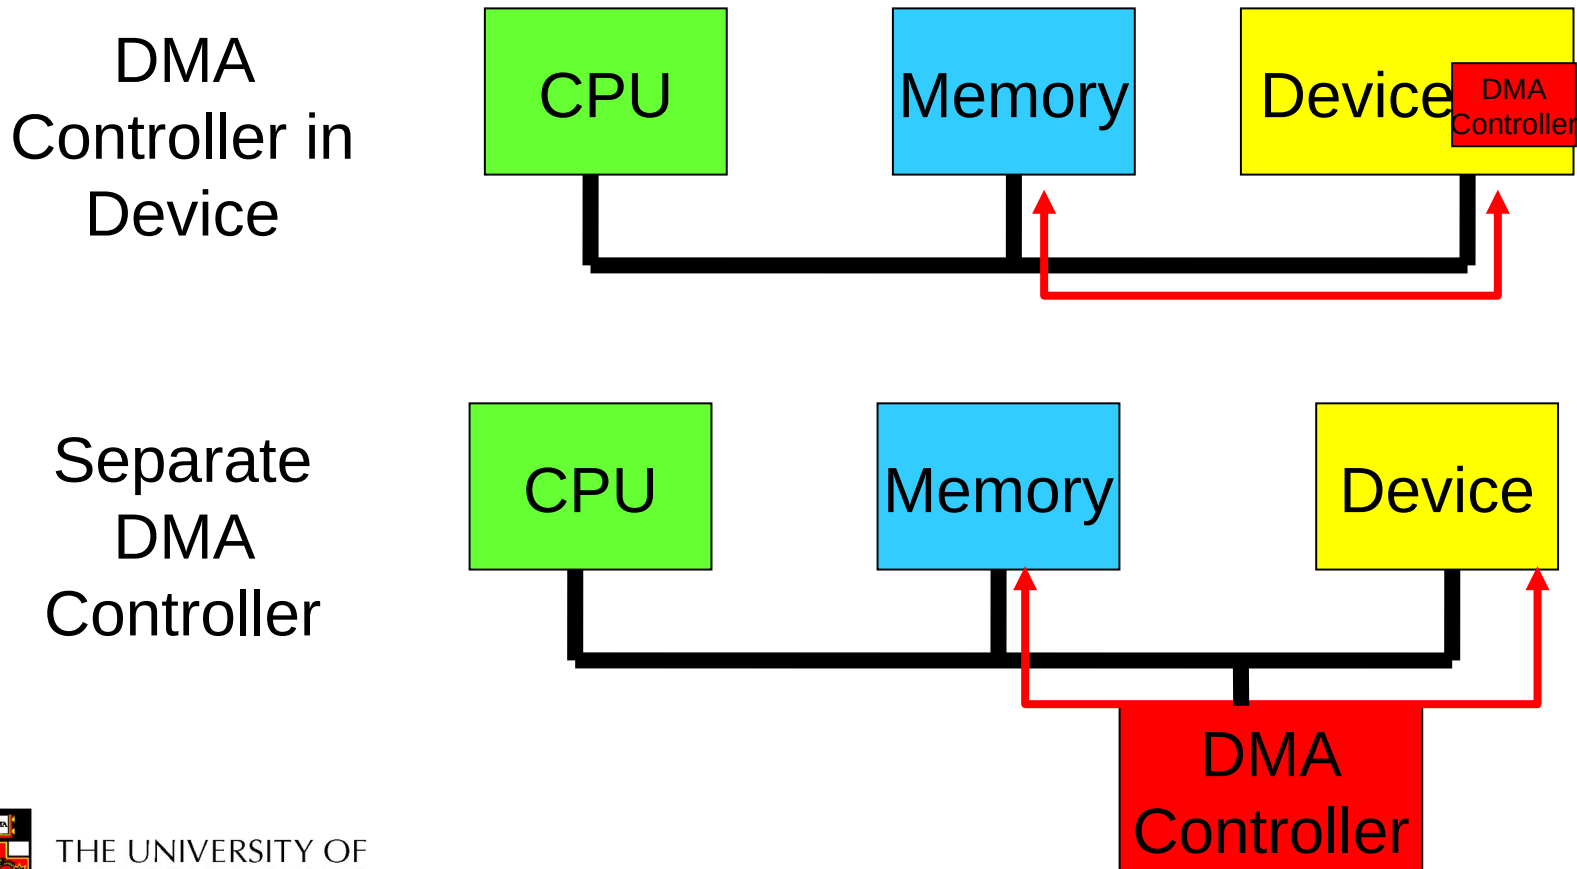 DMA
Controller in
Device
CPU
Memory
Device
DMA
Controller
Separate
DMA
Controller
CPU
Memory
Device
DMA
Controller
THE UNIVERSITY OF